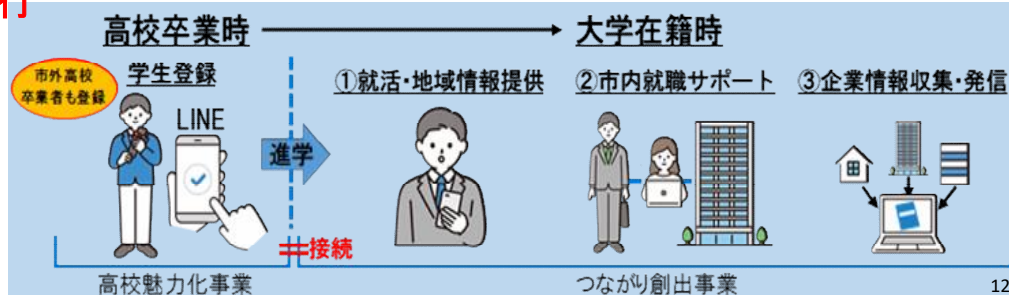 行
高校卒業時
大学在籍時
市外高校
卒業者も登録
学生登録
LINE
進学
①就活・地域情報提供
②市内就職サポート
③企業情報収集・発信
接続
高校魅力化事業
つながり創出事業
12